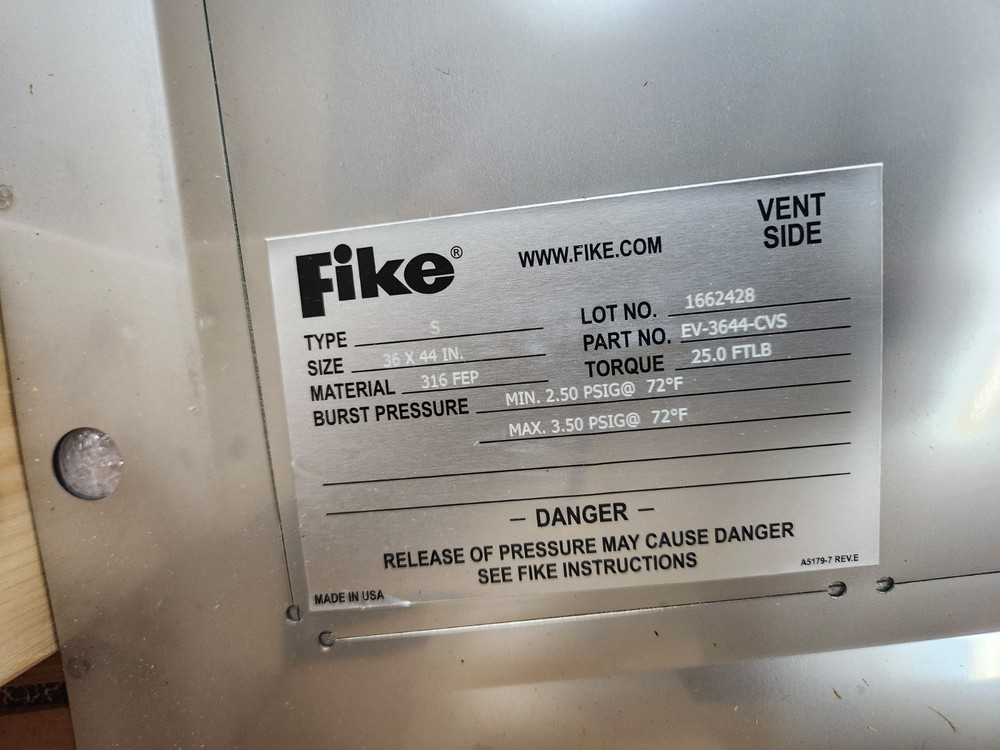 Fike® WWW.FIKE.COM VENT SIDE
TYPE S
SIZE 36 X 44 IN.
MATERIAL 316 FEP
LOT NO. 1662428
PART NO. EV-3644-CVS
TORQUE 25.0 FTLB
BURST PRESSURE MIN. 2.50 PSIG@ 72°F
MAX. 3.50 PSIG@ 72°F
– DANGER –
RELEASE OF PRESSURE MAY CAUSE DANGER
SEE FIKE INSTRUCTIONS
MADE IN USA
A5179-7 REV.E